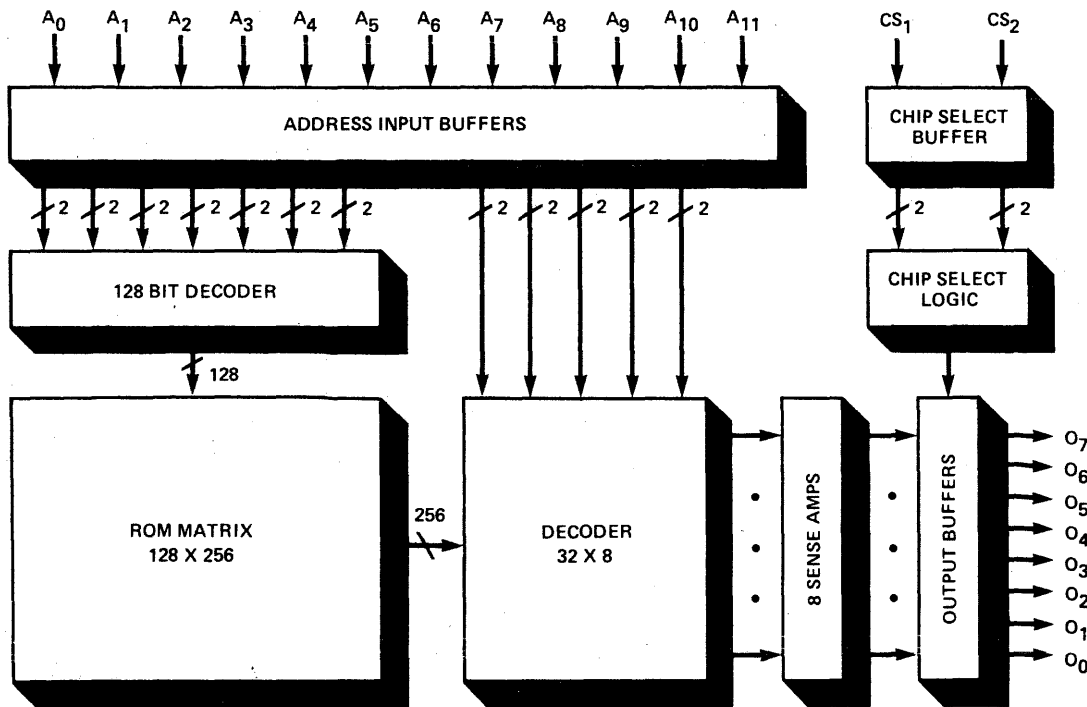 A0 A1 A2 A3 A4 A5 A6 A7 A8 A9 A10 A11 CS1 CS2
ADDRESS INPUT BUFFERS
CHIP SELECT
BUFFER
2 2 2 2 2 2 2 2 2 2 2 2 2 2
128 BIT DECODER
CHIP SELECT
LOGIC
128
ROM MATRIX
128 X 256
256
DECODER
32 X 8
8 SENSE AMPS
OUTPUT BUFFERS
O7
O6
O5
O4
O3
O2
O1
O0